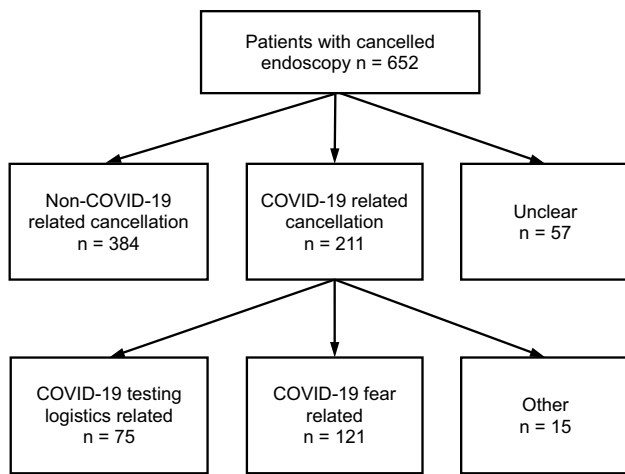 Patients with cancelled
endoscopy n = 652
Non-COVID-19
related cancellation
n = 384
COVID-19 related
cancellation
n = 211
Unclear
n = 57
COVID-19 testing
logistics related
n = 75
COVID-19 fear
related
n = 121
Other
n = 15